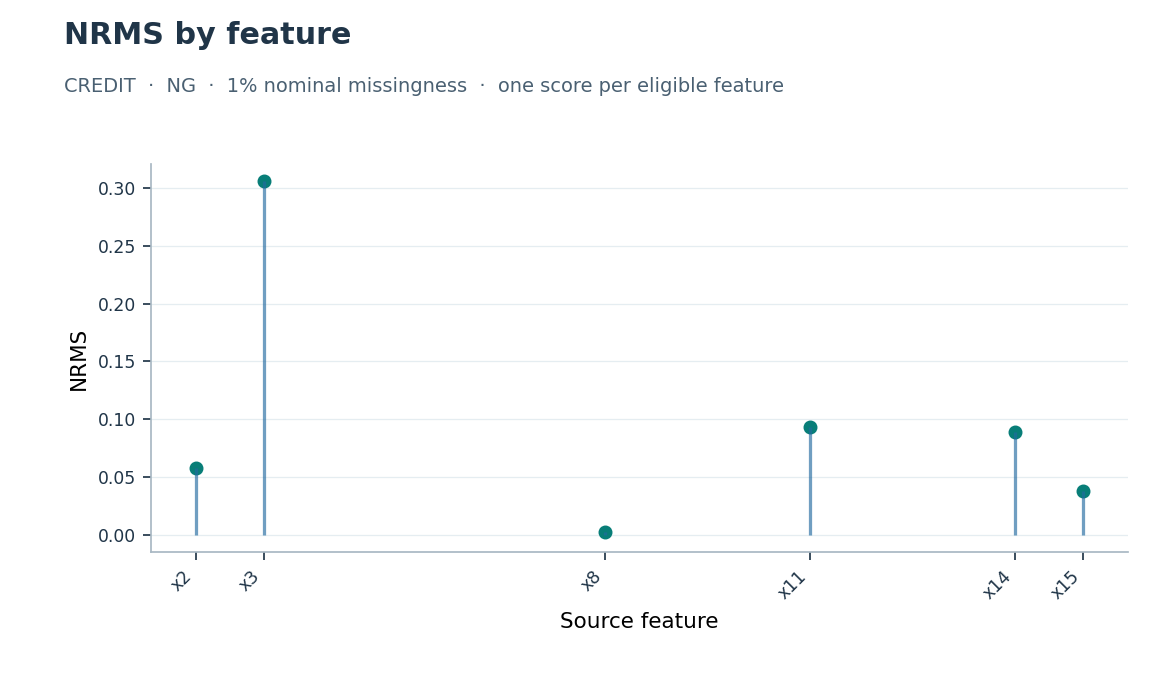 NRMS by feature
CREDIT · NG · 1% nominal missingness · one score per eligible feature
0.30
0.25
0.20
0.15
0.10
0.05
0.00
NRMS
x2 x3 x8 x11 x14 x15
Source feature